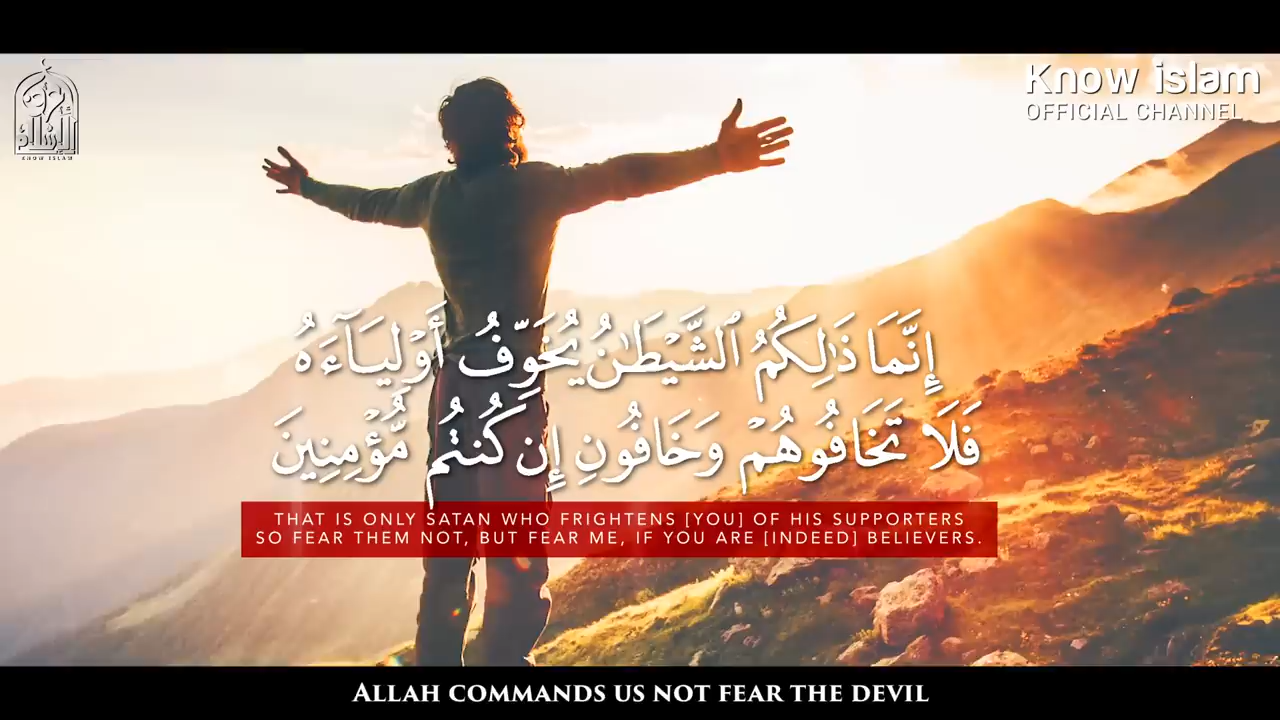 Know islam
OFFICIAL CHANNEL
KNOW ISLAM
إِنَّمَا ذَٰلِكُمُ ٱلشَّيْطَٰنُ يُخَوِّفُ أَوْلِيَآءَهُ
فَلَا تَخَافُوهُمْ وَخَافُونِ إِن كُنتُم مُّؤْمِنِينَ
THAT IS ONLY SATAN WHO FRIGHTENS [YOU] OF HIS SUPPORTERS
SO FEAR THEM NOT, BUT FEAR ME, IF YOU ARE [INDEED] BELIEVERS.
ALLAH COMMANDS US NOT FEAR THE DEVIL